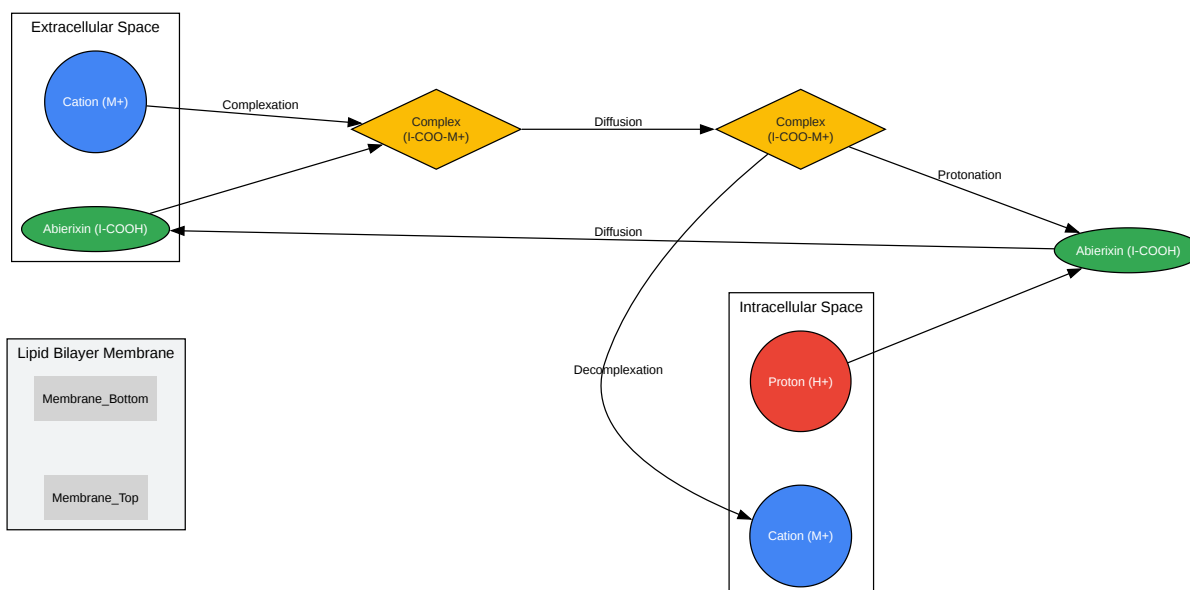 Extracellular Space
Cation (M+)
Complexation
Abierixin (I-COOH)
Complex
(I-COO-M+)
Diffusion
Complex
(I-COO-M+)
Protonation
Diffusion
Abierixin (I-COOH)
Decomplexation
Intracellular Space
Proton (H+)
Cation (M+)
Lipid Bilayer Membrane
Membrane_Bottom
Membrane_Top